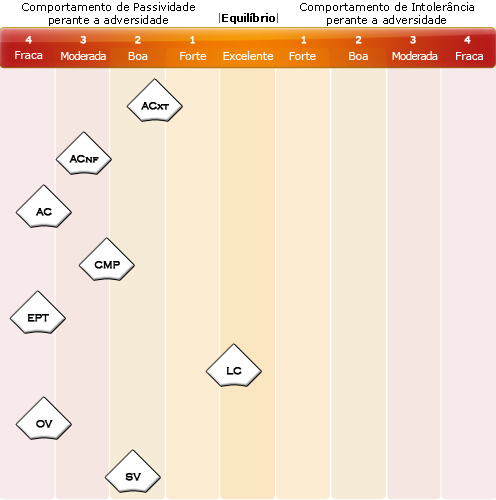 Comportamento de Passividade
perante a adversidade
|Equilíbrio|
Comportamento de Intolerância
perante a adversidade
4 3 2 1 1 2 3 4
Fraca Moderada Boa Forte Excelente Forte Boa Moderada Fraca
ACXT
ACNF
AC
CMP
EPT
LC
OV
SV